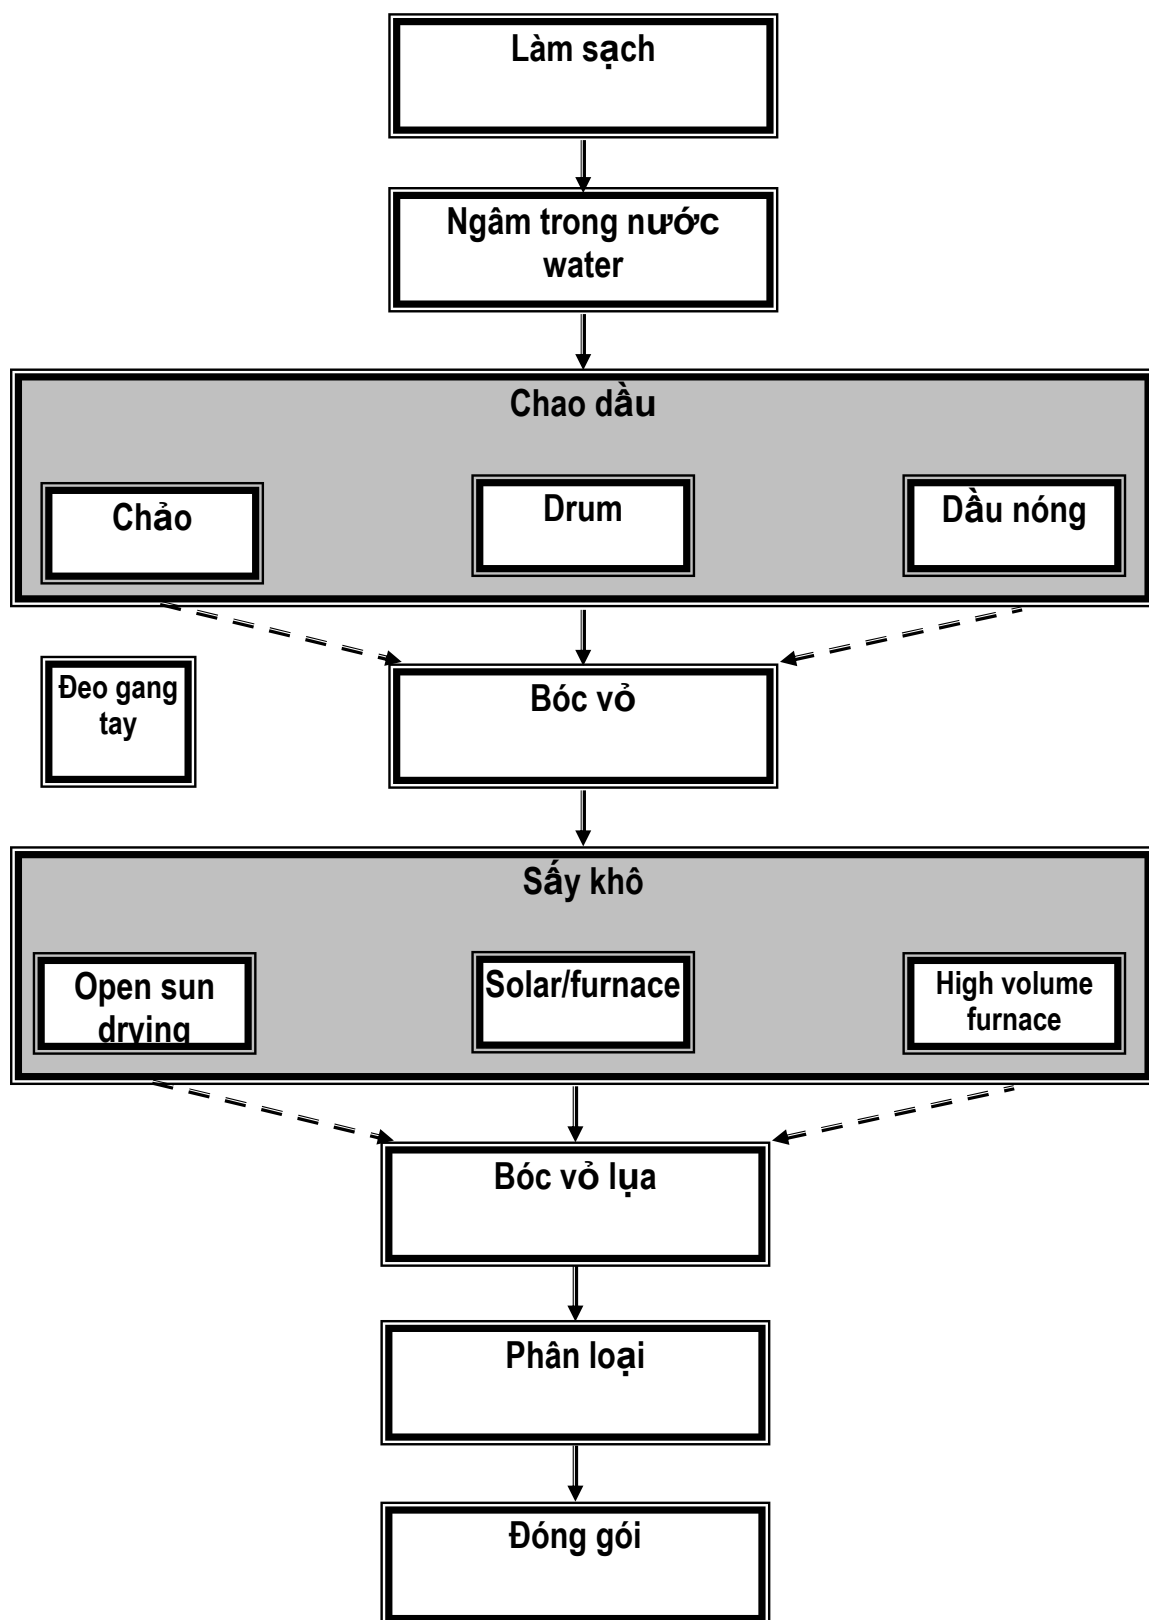 Làm sạch
Ngâm trong nước
water
Chao dầu
Chảo
Drum
Dầu nóng
Đeo gang
tay
Bóc vỏ
Sấy khô
Open sun
drying
Solar/furnace
High volume
furnace
Bóc vỏ lụa
Phân loại
Đóng gói